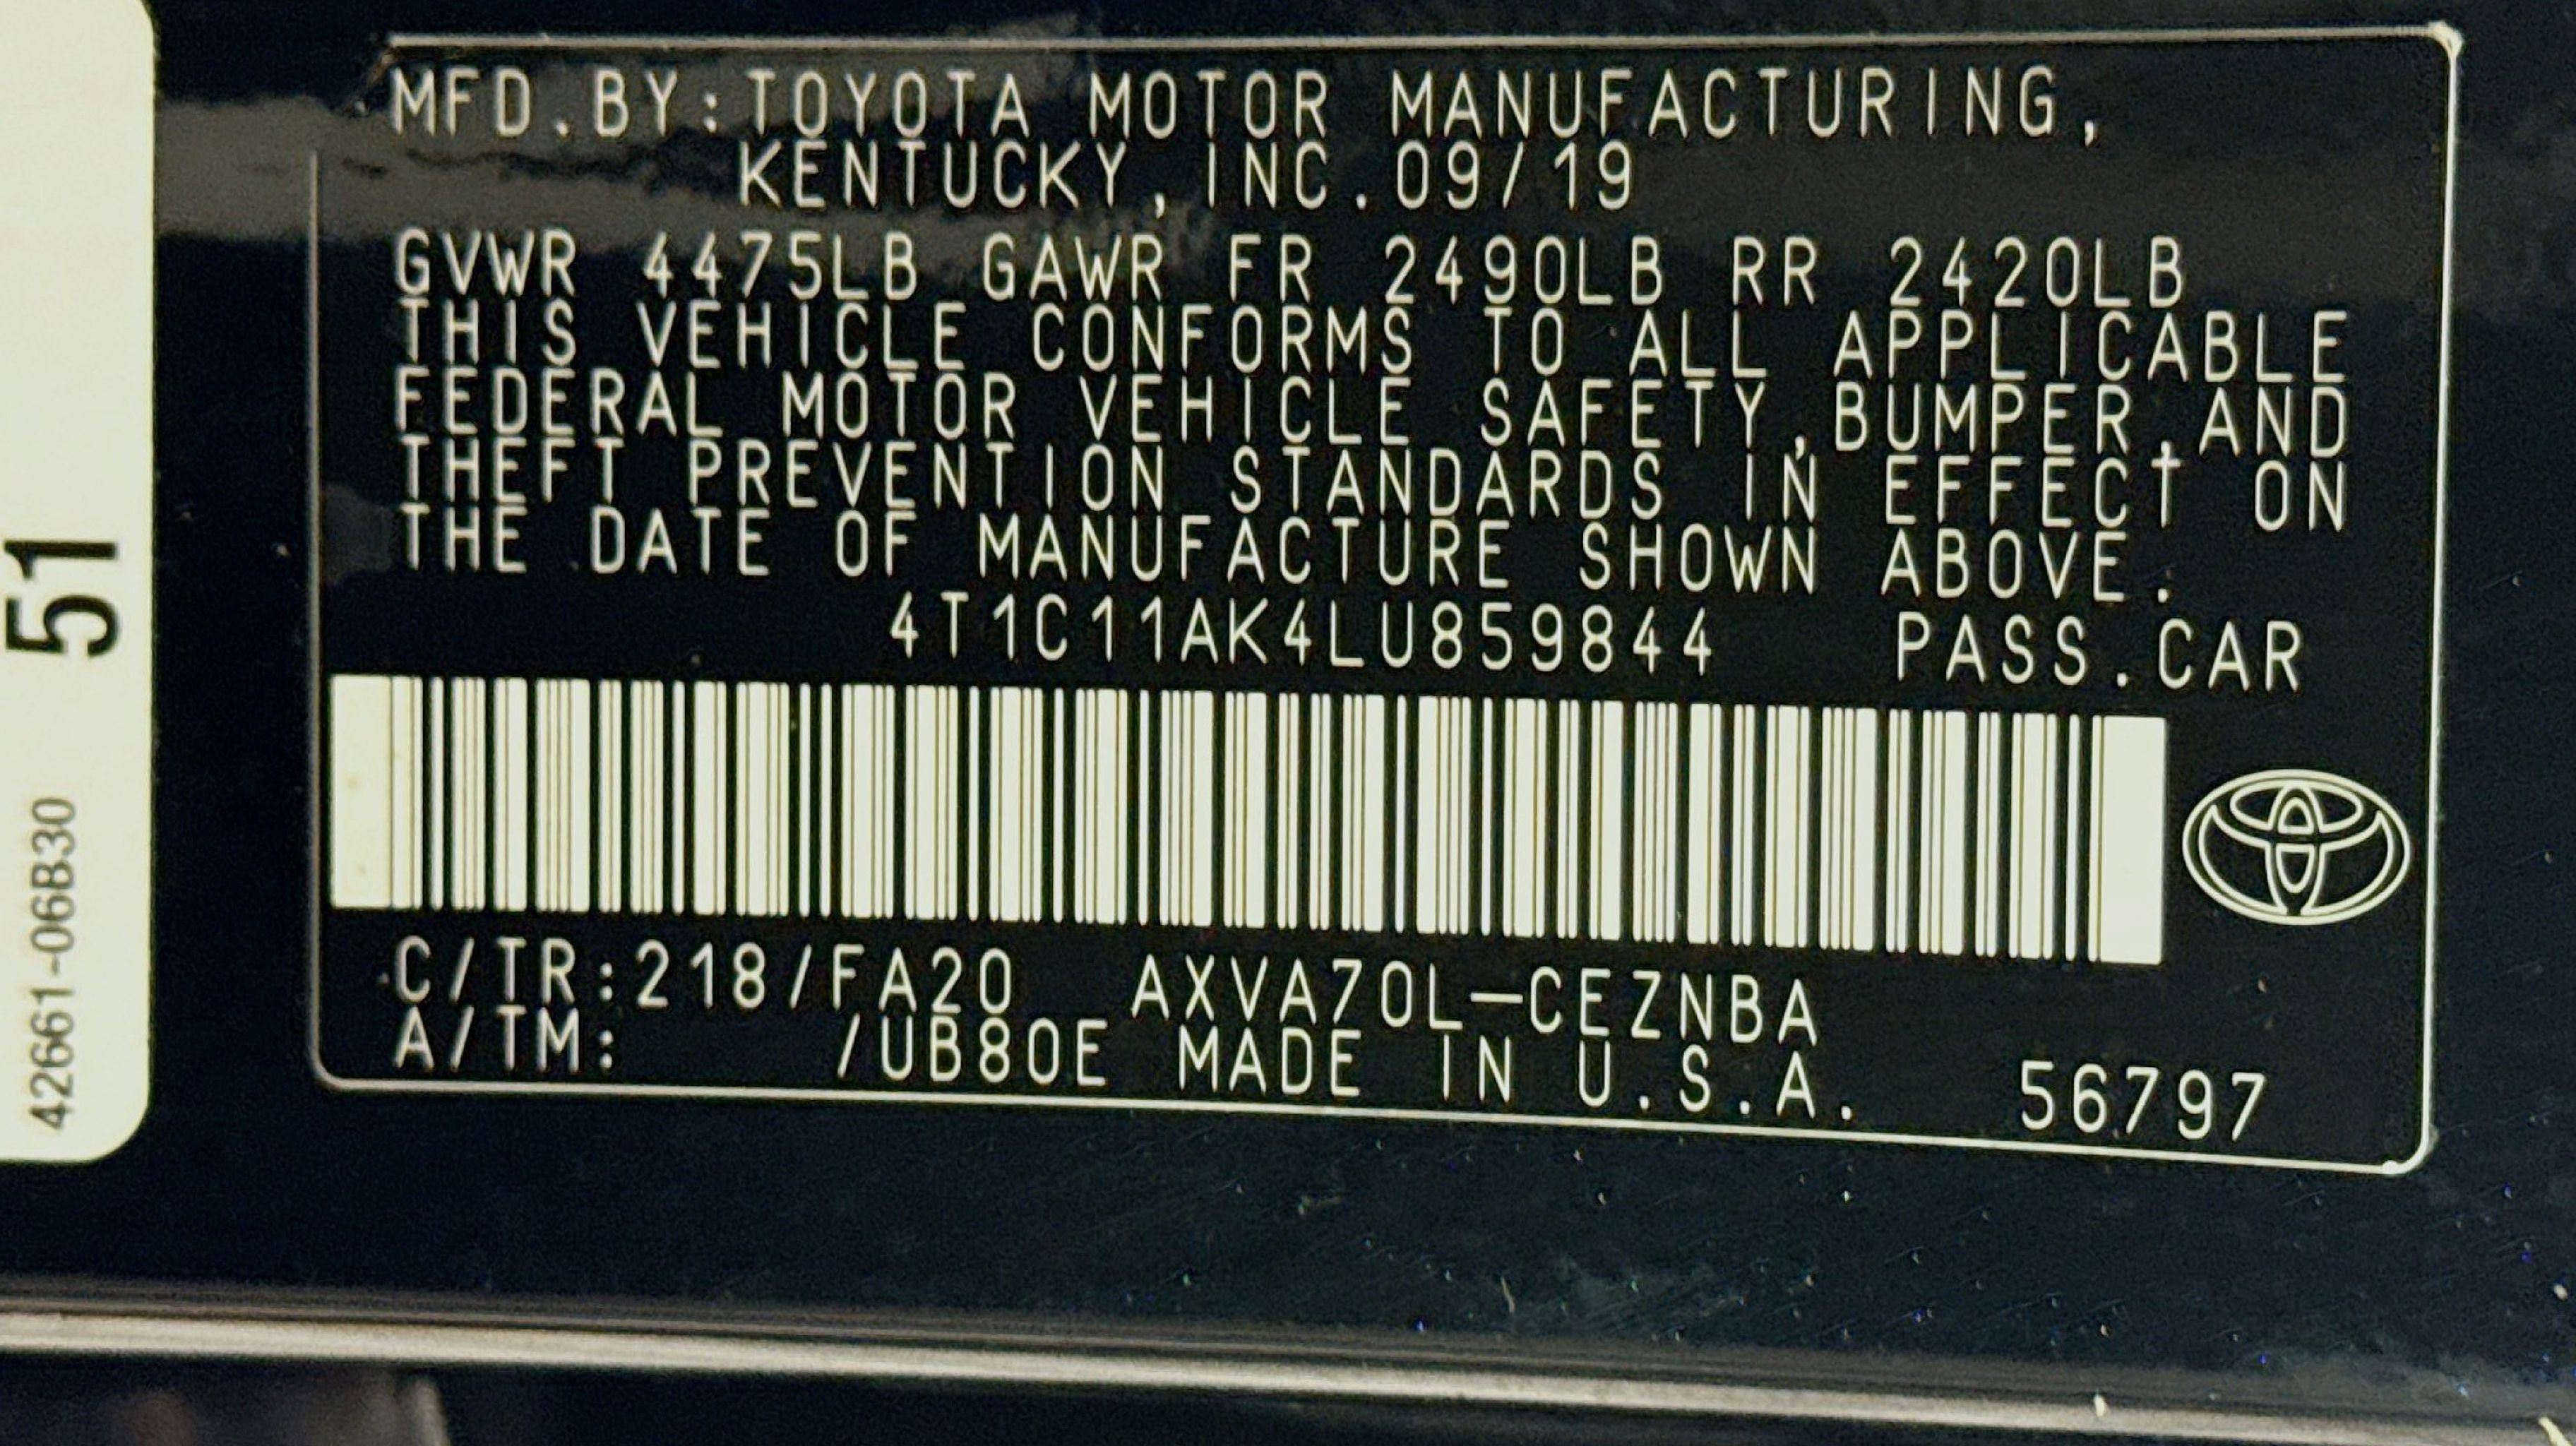 MFD.BY:TOYOTA MOTOR MANUFACTURING,
KENTUCKY,INC.09/19
GVWR 4475LB GAWR FR 2490LB RR 2420LB
THIS VEHICLE CONFORMS TO ALL APPLICABLE
FEDERAL MOTOR VEHICLE SAFETY,BUMPER,AND
THEFT PREVENTION STANDARDS IN EFFECT ON
THE DATE OF MANUFACTURE SHOWN ABOVE.
4T1C11AK4LU859844 PASS.CAR
C/TR:218/FA20 AXVA70L-CEZNBA
A/TM: /UB80E MADE IN U.S.A. 56797
42661-06B30 51